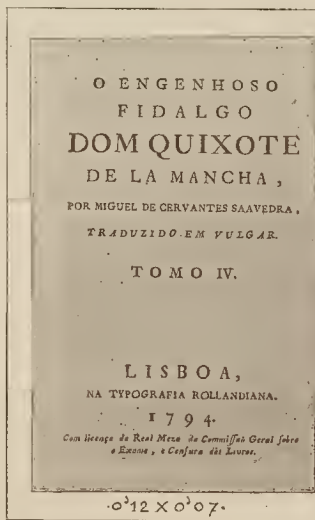 O ENGENHOSO
FIDALGO
DOM QUIXOTE
DE LA MANCHA,
POR MIGUEL DE CERVANTES SAAVEDRA,
TRADUZIDO EM VULGAR.
TOMO IV.
LISBOA,
NA TYPOGRAFIA ROLLANDIANA.
1794.
Com licença da Real Meza da Commiſſaõ Geral ſobre
o Exame, e Cenſura dos Livros.
·0'12 X 0'07·